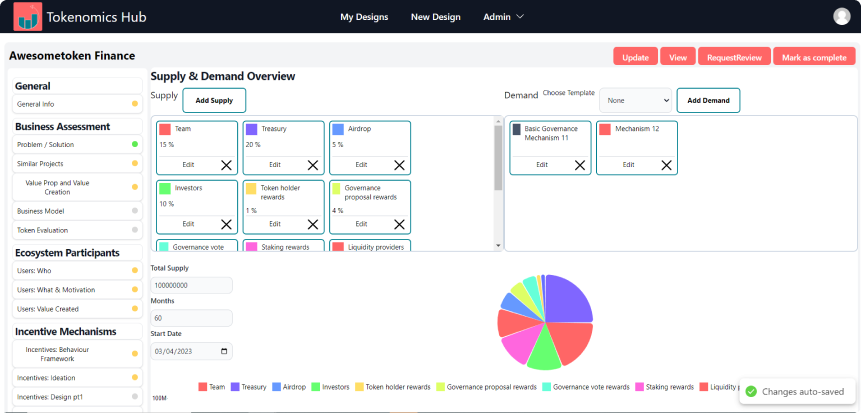 Tokenomics Hub
My Designs
New Design
Admin
Awesometoken Finance
Update
View
RequestReview
Mark as complete
General
General Info
Business Assessment
Problem / Solution
Similar Projects
Value Prop and Value
Creation
Business Model
Token Evaluation
Ecosystem Participants
Users: Who
Users: What & Motivation
Users: Value Created
Incentive Mechanisms
Incentives: Behaviour
Framework
Incentives: Ideation
Incentives: Design pt1
Supply & Demand Overview
Supply
Add Supply
Team
15 %
Edit
Treasury
20 %
Edit
Airdrop
5 %
Edit
Investors
10 %
Edit
Token holder
rewards
1 %
Edit
Governance
proposal rewards
4 %
Edit
Governance vote
Staking rewards
Liquidity providers
Demand
Choose Template
None
Add Demand
Basic Governance
Mechanism 11
Edit
Mechanism 12
Edit
Total Supply
100000000
Months
60
Start Date
03/04/2023
Team
Treasury
Airdrop
Investors
Token holder rewards
Governance proposal rewards
Governance vote rewards
Staking rewards
Liquidity
100M
Changes auto-saved